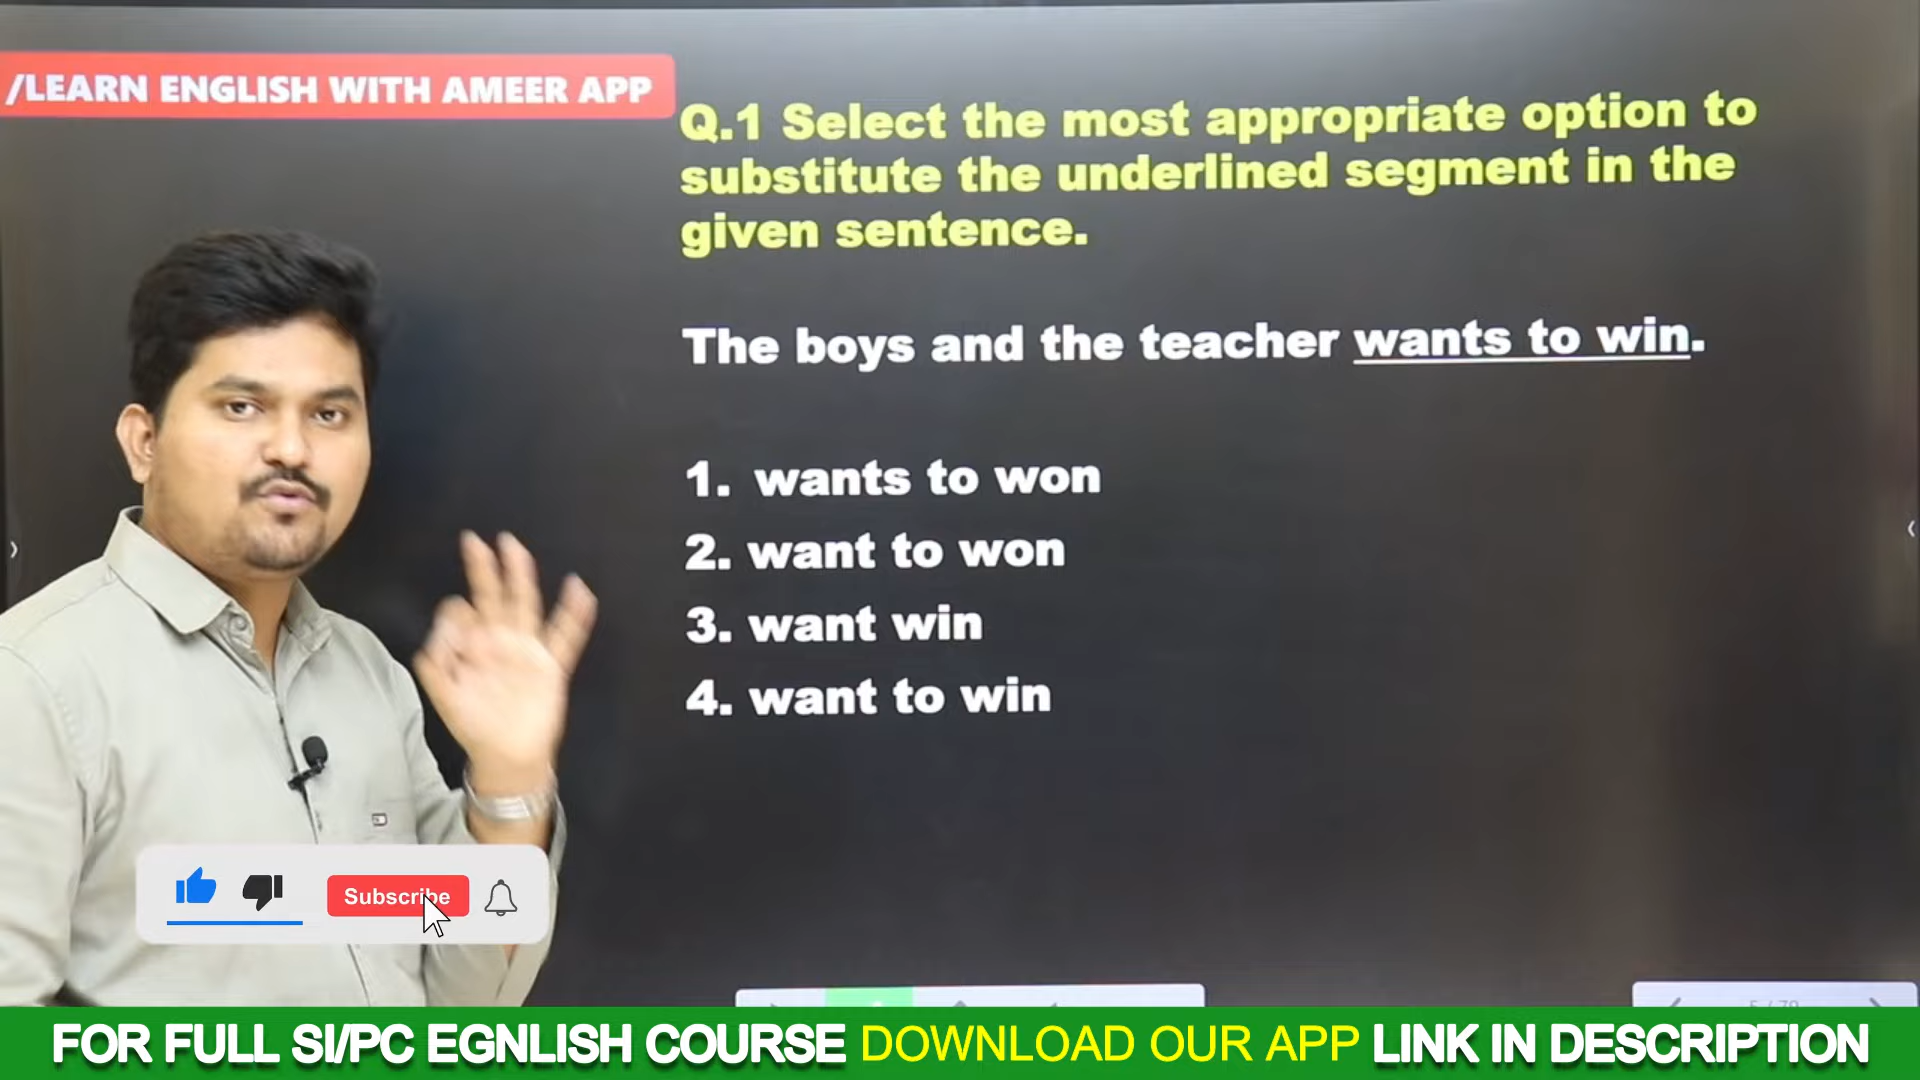 /LEARN ENGLISH WITH AMEER APP
Q.1 Select the most appropriate option to
substitute the underlined segment in the
given sentence.
The boys and the teacher wants to win.
1. wants to won
2. want to won
3. want win
4. want to win
Subscribe
5 / 70
FOR FULL SI/PC EGNLISH COURSE DOWNLOAD OUR APP LINK IN DESCRIPTION